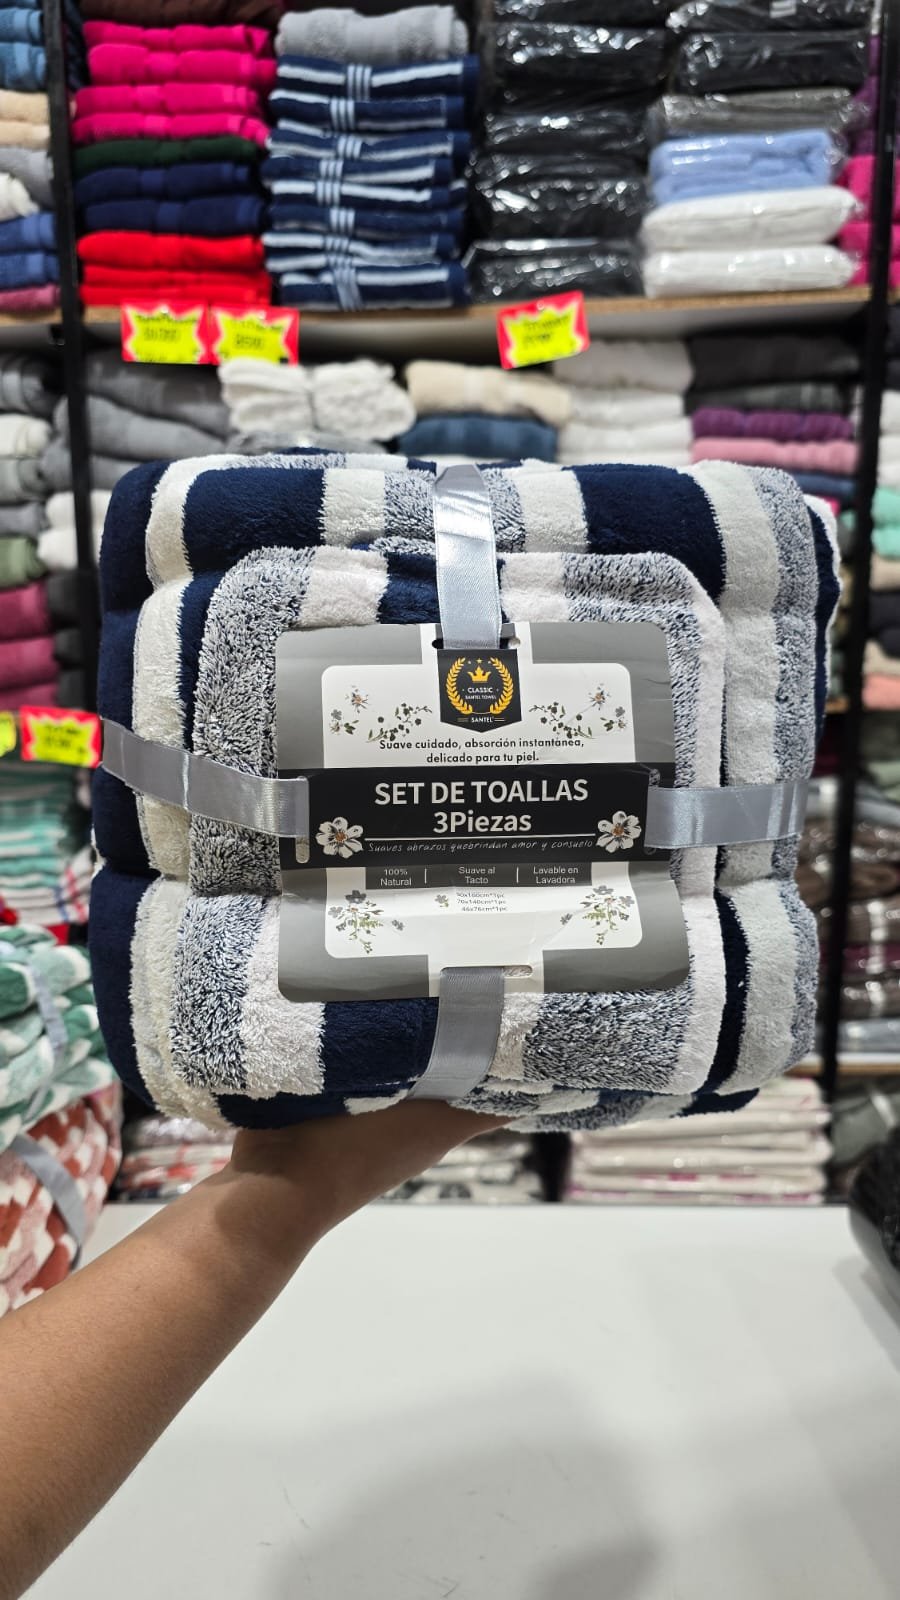 CLASSIC
SANTEL TOWEL
SANTEL
Suave cuidado, absorción instantánea,
delicado para tu piel.
SET DE TOALLAS
3Piezas
Suaves abrazos quebrindan amor y consuelo
100% Natural
Suave al Tacto
Lavable en Lavadora
90x160cm*1pc
70x140cm*1pc
46x76cm*1pc